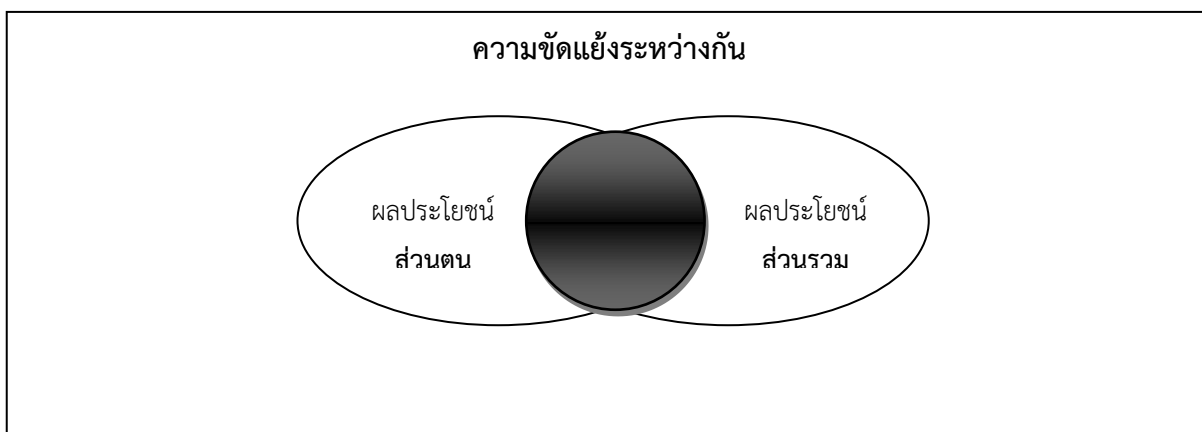 ความขัดแย้งระหว่างกัน
ผลประโยชน์
ส่วนตน
ผลประโยชน์
ส่วนรวม